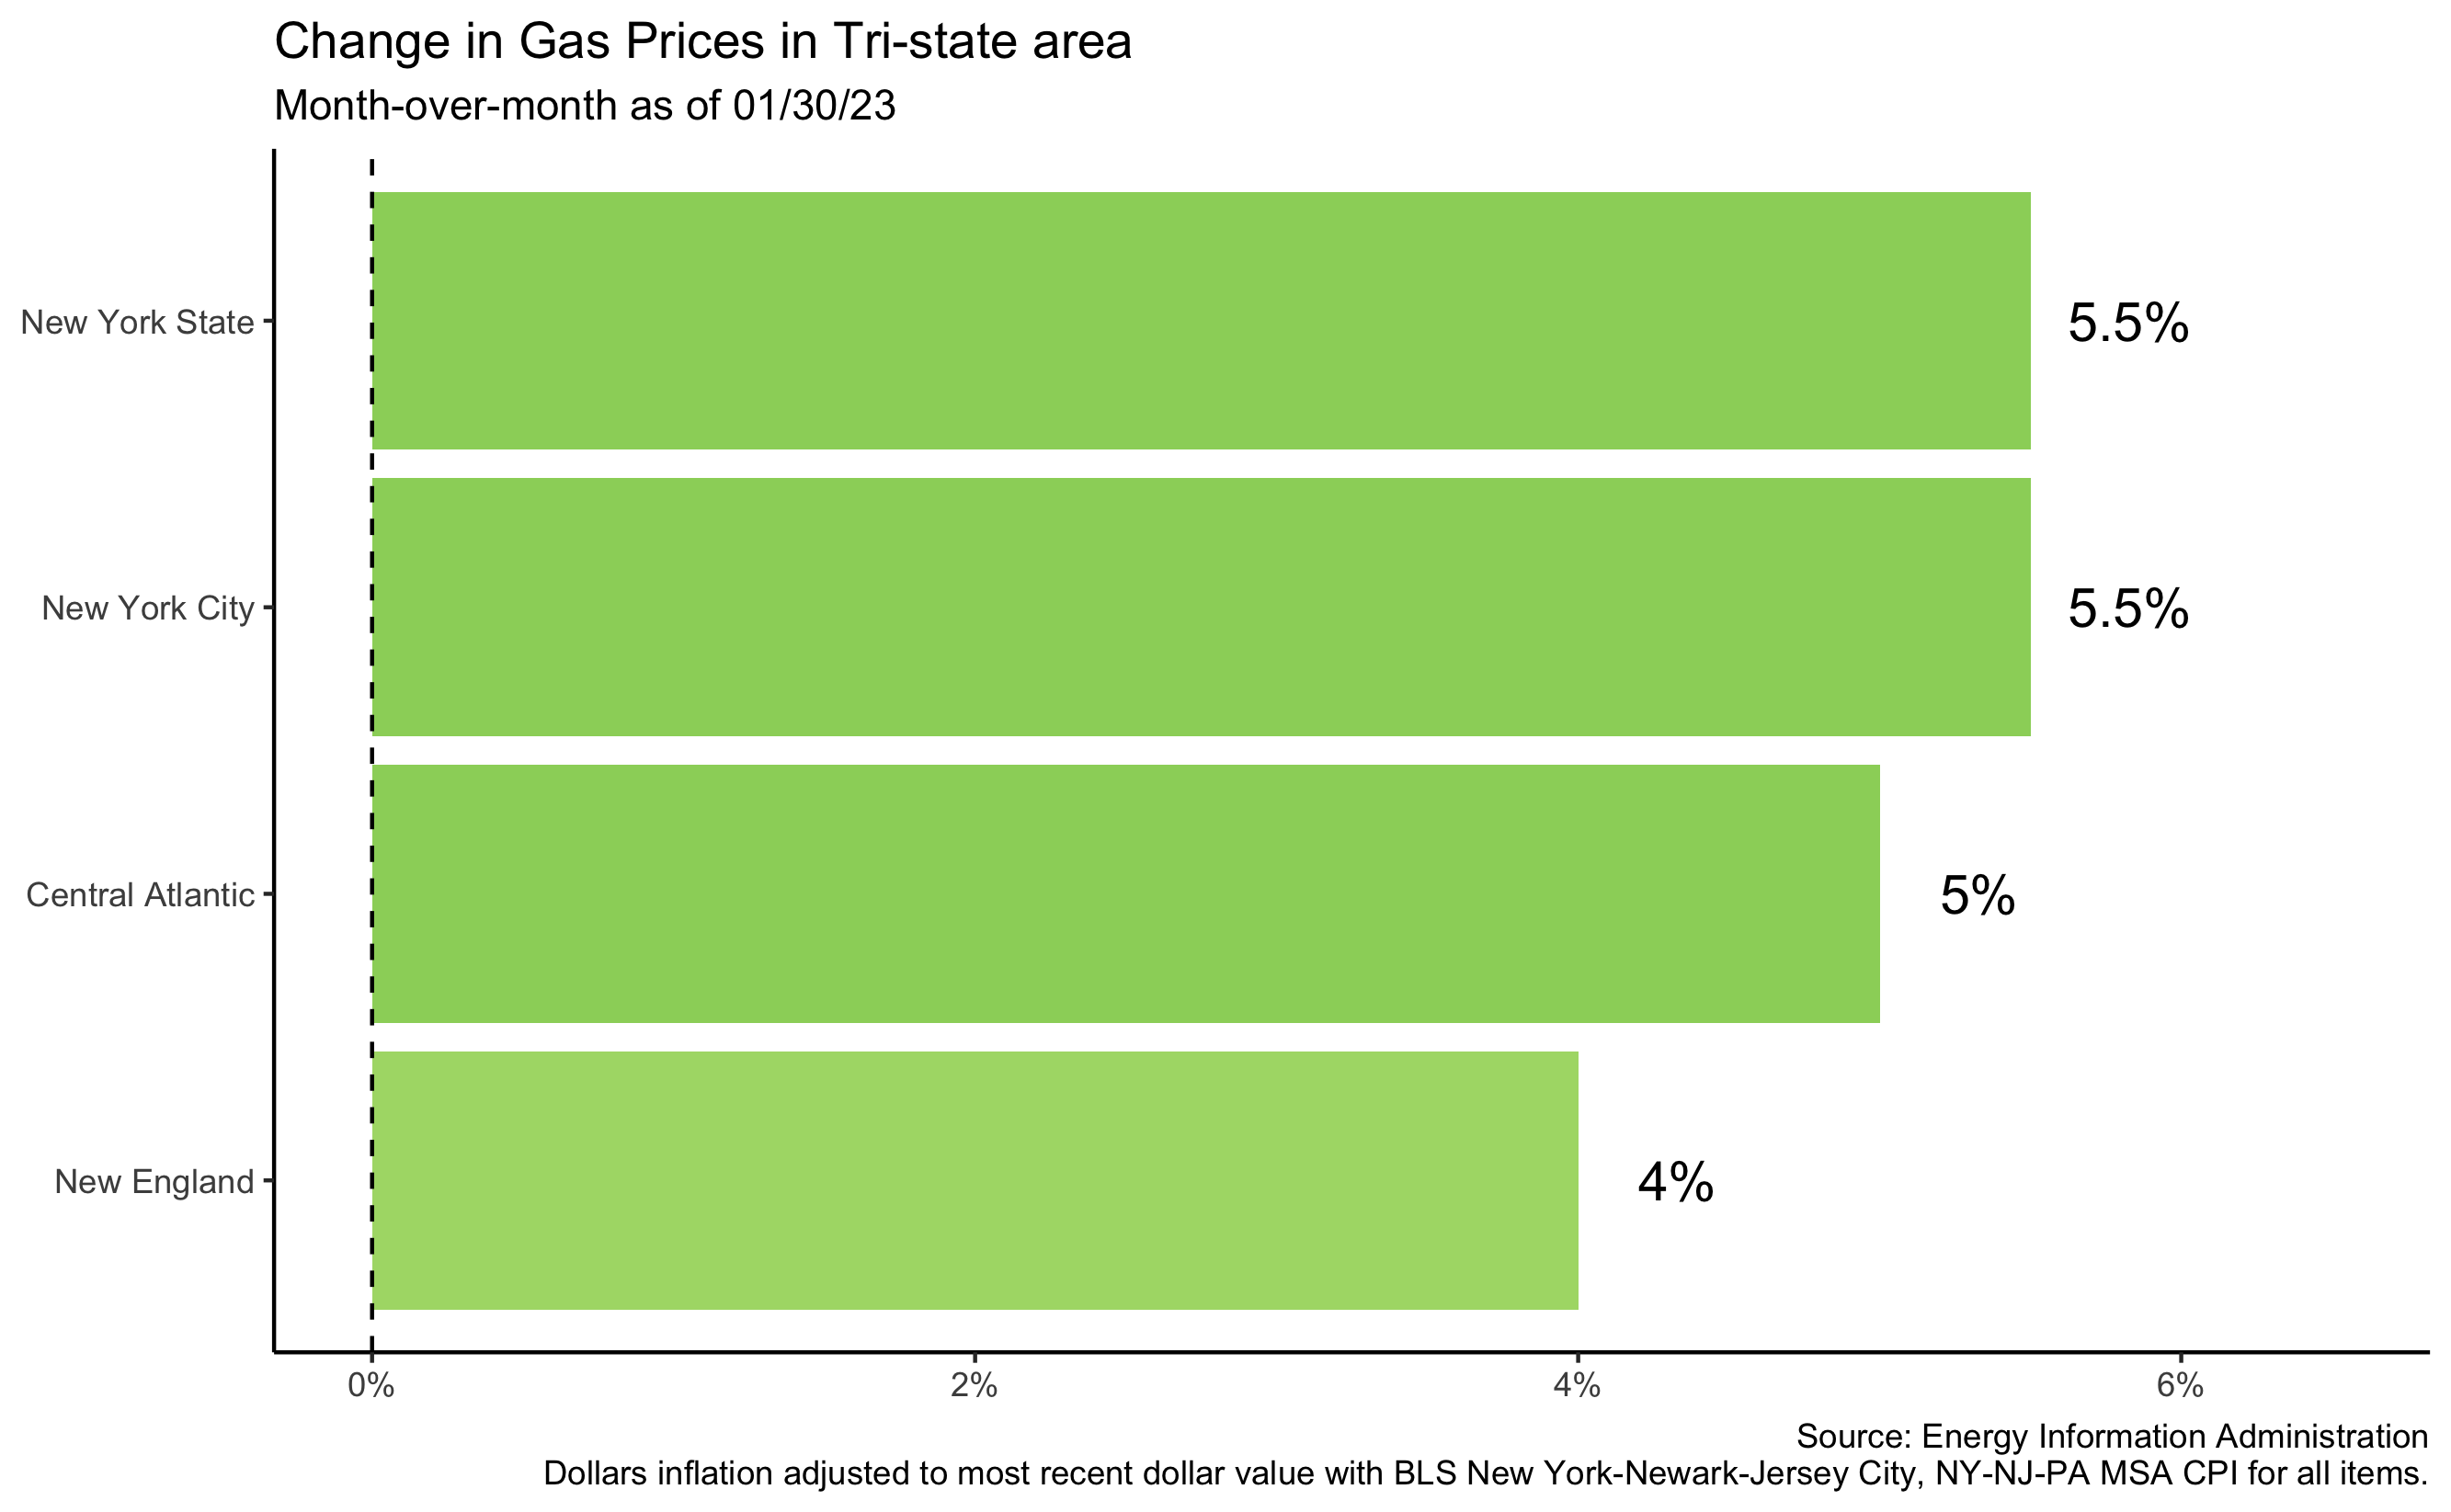 Change in Gas Prices in Tri-state area
Month-over-month as of 01/30/23
New York State
5.5%
New York City
5.5%
Central Atlantic
5%
New England
4%
0%
2%
4%
6%
Source: Energy Information Administration
Dollars inflation adjusted to most recent dollar value with BLS New York-Newark-Jersey City, NY-NJ-PA MSA CPI for all items.